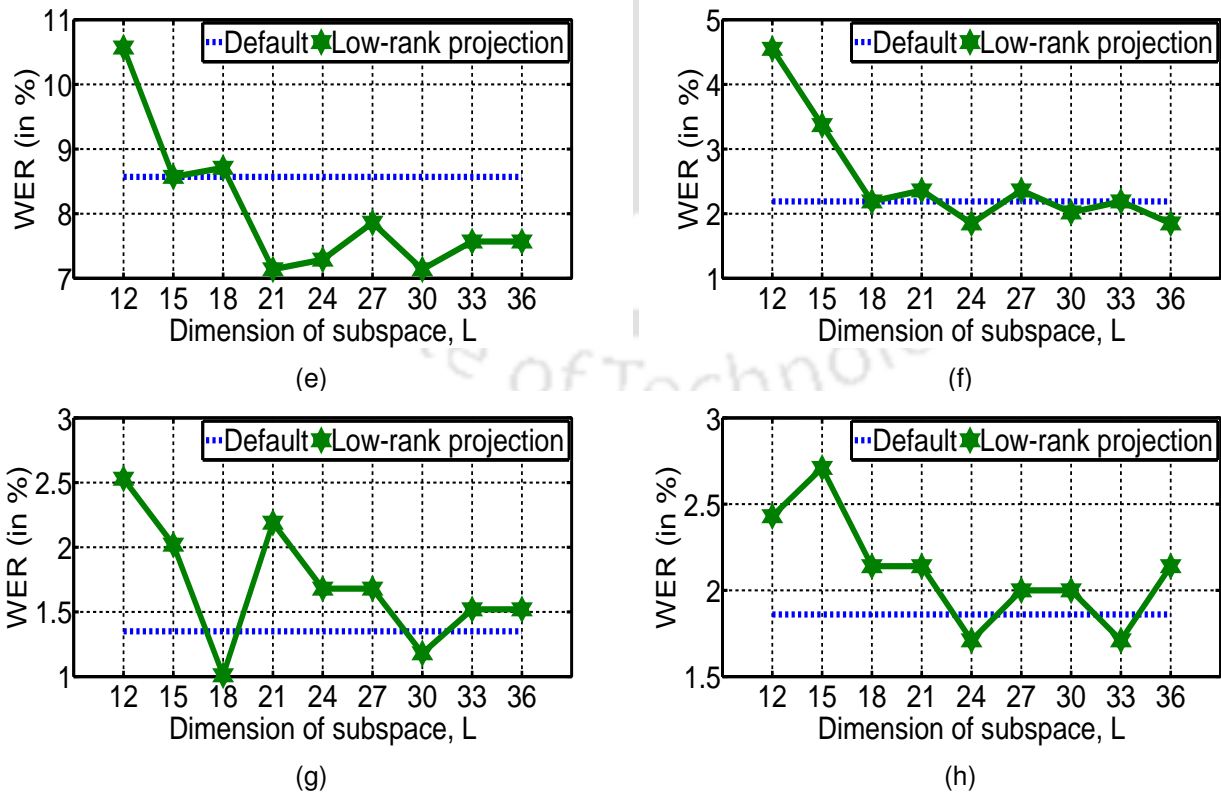 11
10
9
8
7
WER (in %)
Default Low-rank projection
12 15 18 21 24 27 30 33 36
Dimension of subspace, L
(e)
5
4
3
2
1
WER (in %)
Default Low-rank projection
12 15 18 21 24 27 30 33 36
Dimension of subspace, L
(f)
te of Technolo
3
2.5
2
1.5
1
WER (in %)
Default Low-rank projection
12 15 18 21 24 27 30 33 36
Dimension of subspace, L
(g)
3
2.5
2
1.5
WER (in %)
Default Low-rank projection
12 15 18 21 24 27 30 33 36
Dimension of subspace, L
(h)